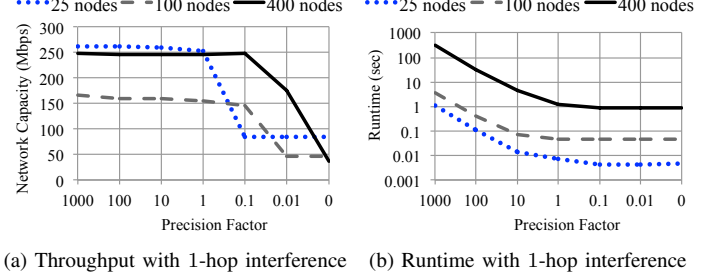 25 nodes 100 nodes 400 nodes
Network Capacity (Mbps)
300
250
200
150
100
50
0
1000 100 10 1 0.1 0.01 0
Precision Factor
(a) Throughput with 1-hop interference
25 nodes 100 nodes 400 nodes
Runtime (sec)
1000
100
10
1
0.1
0.01
0.001
1000 100 10 1 0.1 0.01 0
Precision Factor
(b) Runtime with 1-hop interference